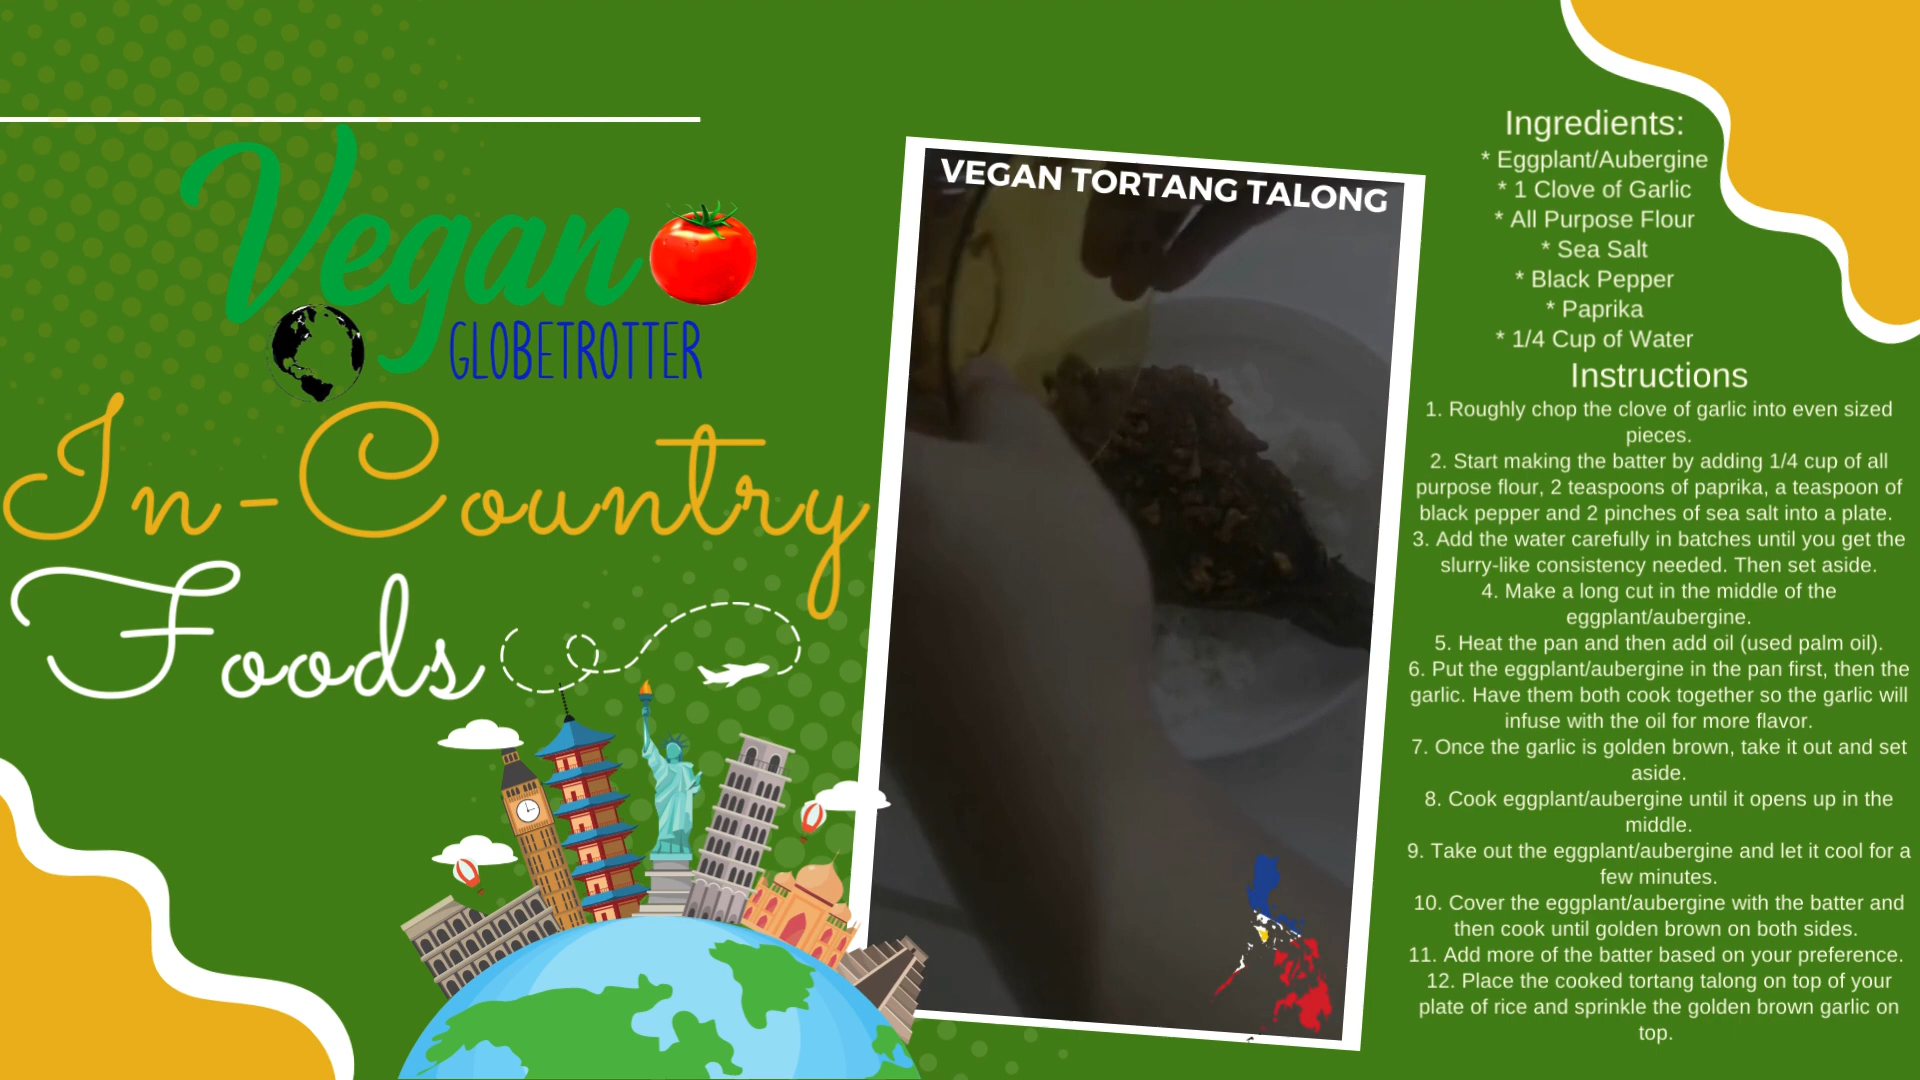 Vegan
GLOBETROTTER
In-Country
Foods
VEGAN TORTANG TALONG
Ingredients:
* Eggplant/Aubergine
* 1 Clove of Garlic
* All Purpose Flour
* Sea Salt
* Black Pepper
* Paprika
* 1/4 Cup of Water
Instructions
1. Roughly chop the clove of garlic into even sized
pieces.
2. Start making the batter by adding 1/4 cup of all
purpose flour, 2 teaspoons of paprika, a teaspoon of
black pepper and 2 pinches of sea salt into a plate.
3. Add the water carefully in batches until you get the
slurry-like consistency needed. Then set aside.
4. Make a long cut in the middle of the
eggplant/aubergine.
5. Heat the pan and then add oil (used palm oil).
6. Put the eggplant/aubergine in the pan first, then the
garlic. Have them both cook together so the garlic will
infuse with the oil for more flavor.
7. Once the garlic is golden brown, take it out and set
aside.
8. Cook eggplant/aubergine until it opens up in the
middle.
9. Take out the eggplant/aubergine and let it cool for a
few minutes.
10. Cover the eggplant/aubergine with the batter and
then cook until golden brown on both sides.
11. Add more of the batter based on your preference.
12. Place the cooked tortang talong on top of your
plate of rice and sprinkle the golden brown garlic on
top.